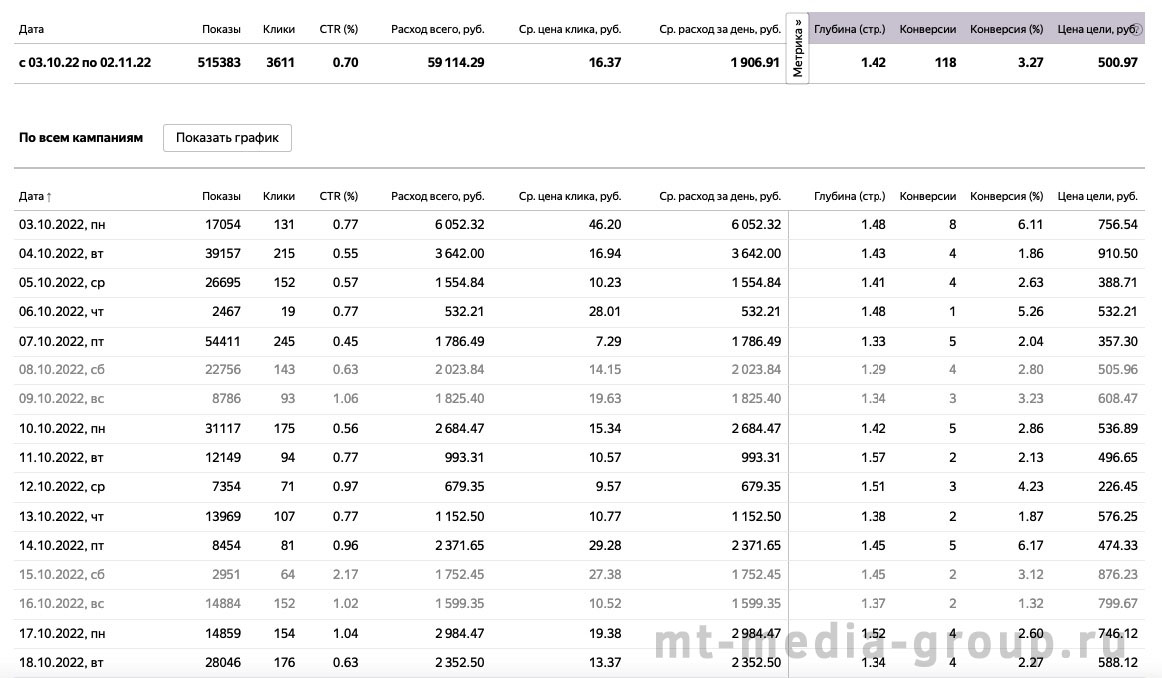 Дата Показы Клики CTR (%) Расход всего, руб. Ср. цена клика, руб. Ср. расход за день, руб. Метрика » Глубина (стр.) Конверсии Конверсия (%) Цена цели, руб. ?
с 03.10.22 по 02.11.22 515383 3611 0.70 59 114.29 16.37 1 906.91 1.42 118 3.27 500.97
По всем кампаниям Показать график
Дата ↑ Показы Клики CTR (%) Расход всего, руб. Ср. цена клика, руб. Ср. расход за день, руб. Глубина (стр.) Конверсии Конверсия (%) Цена цели, руб.
03.10.2022, пн 17054 131 0.77 6 052.32 46.20 6 052.32 1.48 8 6.11 756.54
04.10.2022, вт 39157 215 0.55 3 642.00 16.94 3 642.00 1.43 4 1.86 910.50
05.10.2022, ср 26695 152 0.57 1 554.84 10.23 1 554.84 1.41 4 2.63 388.71
06.10.2022, чт 2467 19 0.77 532.21 28.01 532.21 1.48 1 5.26 532.21
07.10.2022, пт 54411 245 0.45 1 786.49 7.29 1 786.49 1.33 5 2.04 357.30
08.10.2022, сб 22756 143 0.63 2 023.84 14.15 2 023.84 1.29 4 2.80 505.96
09.10.2022, вс 8786 93 1.06 1 825.40 19.63 1 825.40 1.34 3 3.23 608.47
10.10.2022, пн 31117 175 0.56 2 684.47 15.34 2 684.47 1.42 5 2.86 536.89
11.10.2022, вт 12149 94 0.77 993.31 10.57 993.31 1.57 2 2.13 496.65
12.10.2022, ср 7354 71 0.97 679.35 9.57 679.35 1.51 3 4.23 226.45
13.10.2022, чт 13969 107 0.77 1 152.50 10.77 1 152.50 1.38 2 1.87 576.25
14.10.2022, пт 8454 81 0.96 2 371.65 29.28 2 371.65 1.45 5 6.17 474.33
15.10.2022, сб 2951 64 2.17 1 752.45 27.38 1 752.45 1.45 2 3.12 876.23
16.10.2022, вс 14884 152 1.02 1 599.35 10.52 1 599.35 1.37 2 1.32 799.67
17.10.2022, пн 14859 154 1.04 2 984.47 19.38 2 984.47 1.52 4 2.60 746.12
18.10.2022, вт 28046 176 0.63 2 352.50 13.37 2 352.50 1.34 4 2.27 588.12
mt-media-group.ru